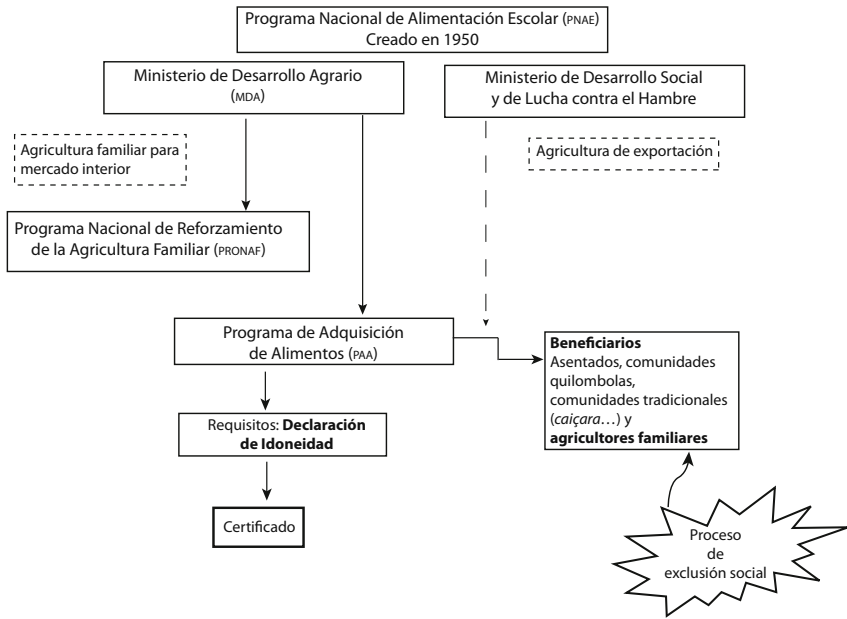 Programa Nacional de Alimentación Escolar (PNAE)
Creado en 1950
Ministerio de Desarrollo Agrario
(MDA)
Ministerio de Desarrollo Social
y de Lucha contra el Hambre
Agricultura familiar para
mercado interior
Agricultura de exportación
Programa Nacional de Reforzamiento
de la Agricultura Familiar (PRONAF)
Programa de Adquisición
de Alimentos (PAA)
Beneficiarios
Asentados, comunidades
quilombolas,
comunidades tradicionales
(caiçara…) y
agricultores familiares
Requisitos: Declaración
de Idoneidad
Certificado
Proceso
de
exclusión social